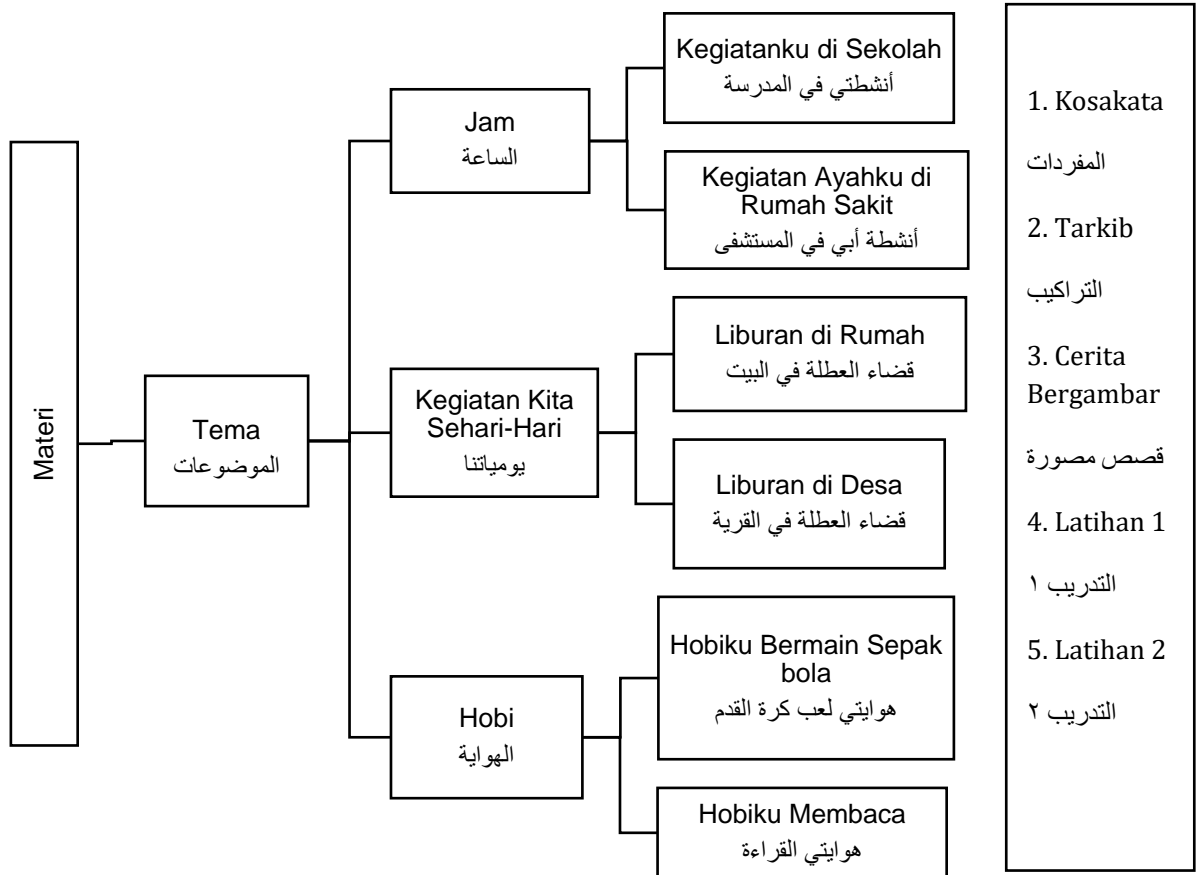 Materi
Tema
الموضوعات
Jam
الساعة
Kegiatanku di Sekolah
أنشطتي في المدرسة
Kegiatan Ayahku di
Rumah Sakit
أنشطة أبي في المستشفى
Kegiatan Kita
Sehari-Hari
يومياتنا
Liburan di Rumah
قضاء العطلة في البيت
Liburan di Desa
قضاء العطلة في القرية
Hobi
الهواية
Hobiku Bermain Sepak
bola
هوايتي لعب كرة القدم
Hobiku Membaca
هوايتي القراءة
1. Kosakata
المفردات
2. Tarkib
التراكيب
3. Cerita
Bergambar
قصص مصورة
4. Latihan 1
التدريب ١
5. Latihan 2
التدريب ٢